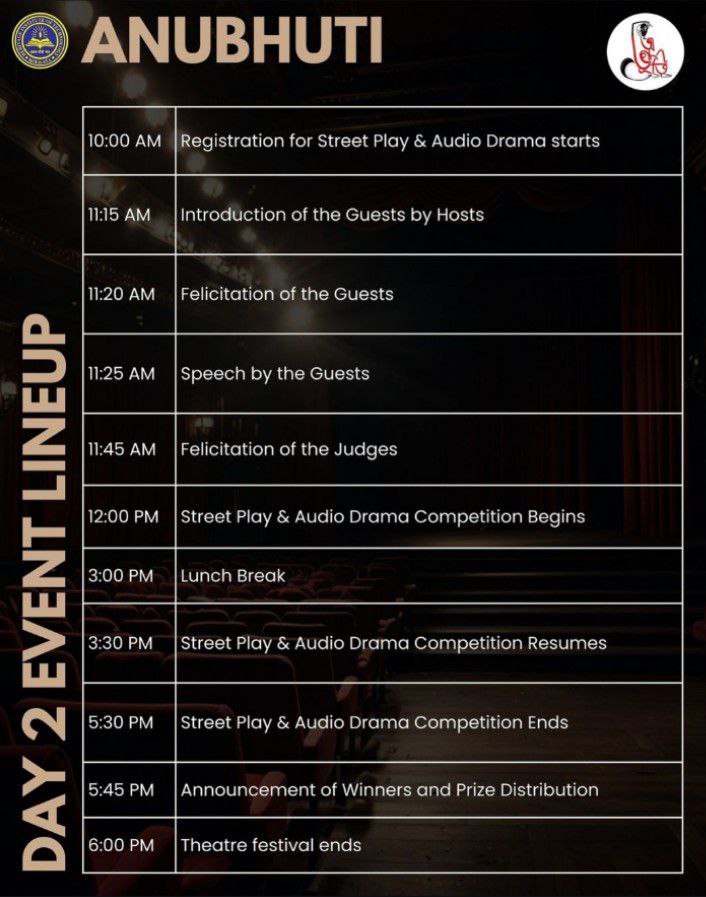 ANUBHUTI
DAY 2 EVENT LINEUP
10:00 AM Registration for Street Play & Audio Drama starts
11:15 AM Introduction of the Guests by Hosts
11:20 AM Felicitation of the Guests
11:25 AM Speech by the Guests
11:45 AM Felicitation of the Judges
12:00 PM Street Play & Audio Drama Competition Begins
3:00 PM Lunch Break
3:30 PM Street Play & Audio Drama Competition Resumes
5:30 PM Street Play & Audio Drama Competition Ends
5:45 PM Announcement of Winners and Prize Distribution
6:00 PM Theatre festival ends